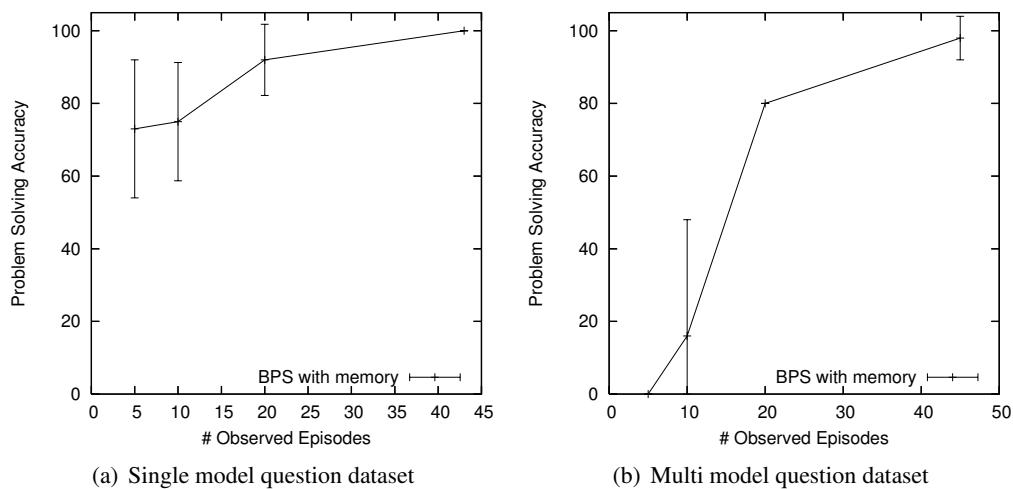 100
80
60
40
20
0
Problem Solving Accuracy
BPS with memory
0 5 10 15 20 25 30 35 40 45
# Observed Episodes
(a) Single model question dataset
100
80
60
40
20
0
Problem Solving Accuracy
BPS with memory
0 10 20 30 40 50
# Observed Episodes
(b) Multi model question dataset